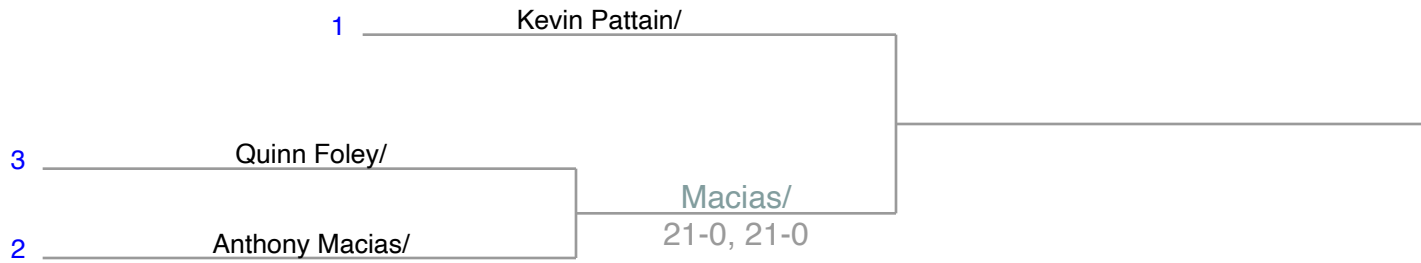 1 Kevin Pattain/
3 Quinn Foley/
Macias/
21-0, 21-0
2 Anthony Macias/